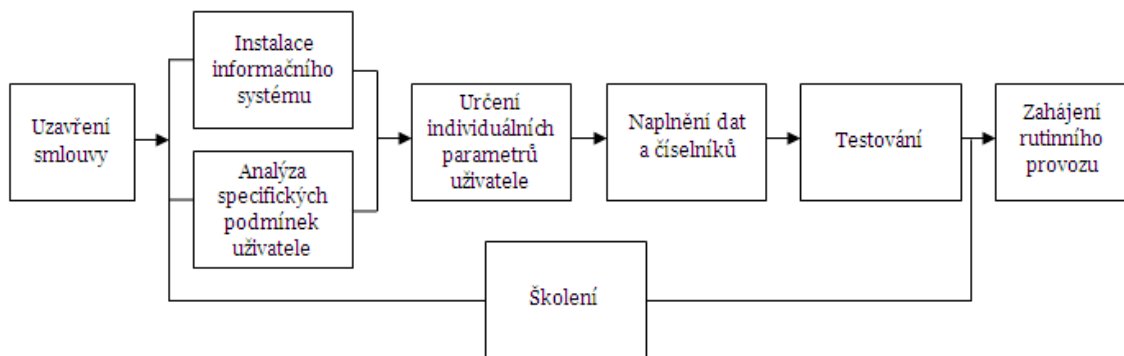 Uzavření
smlouvy
Instalace
informačního
systému
Analýza
specifických
podmínek
uživatele
Určení
individuálních
parametrů
uživatele
Naplnění dat
a číselníků
Testování
Zahájení
rutinního
provozu
Školení